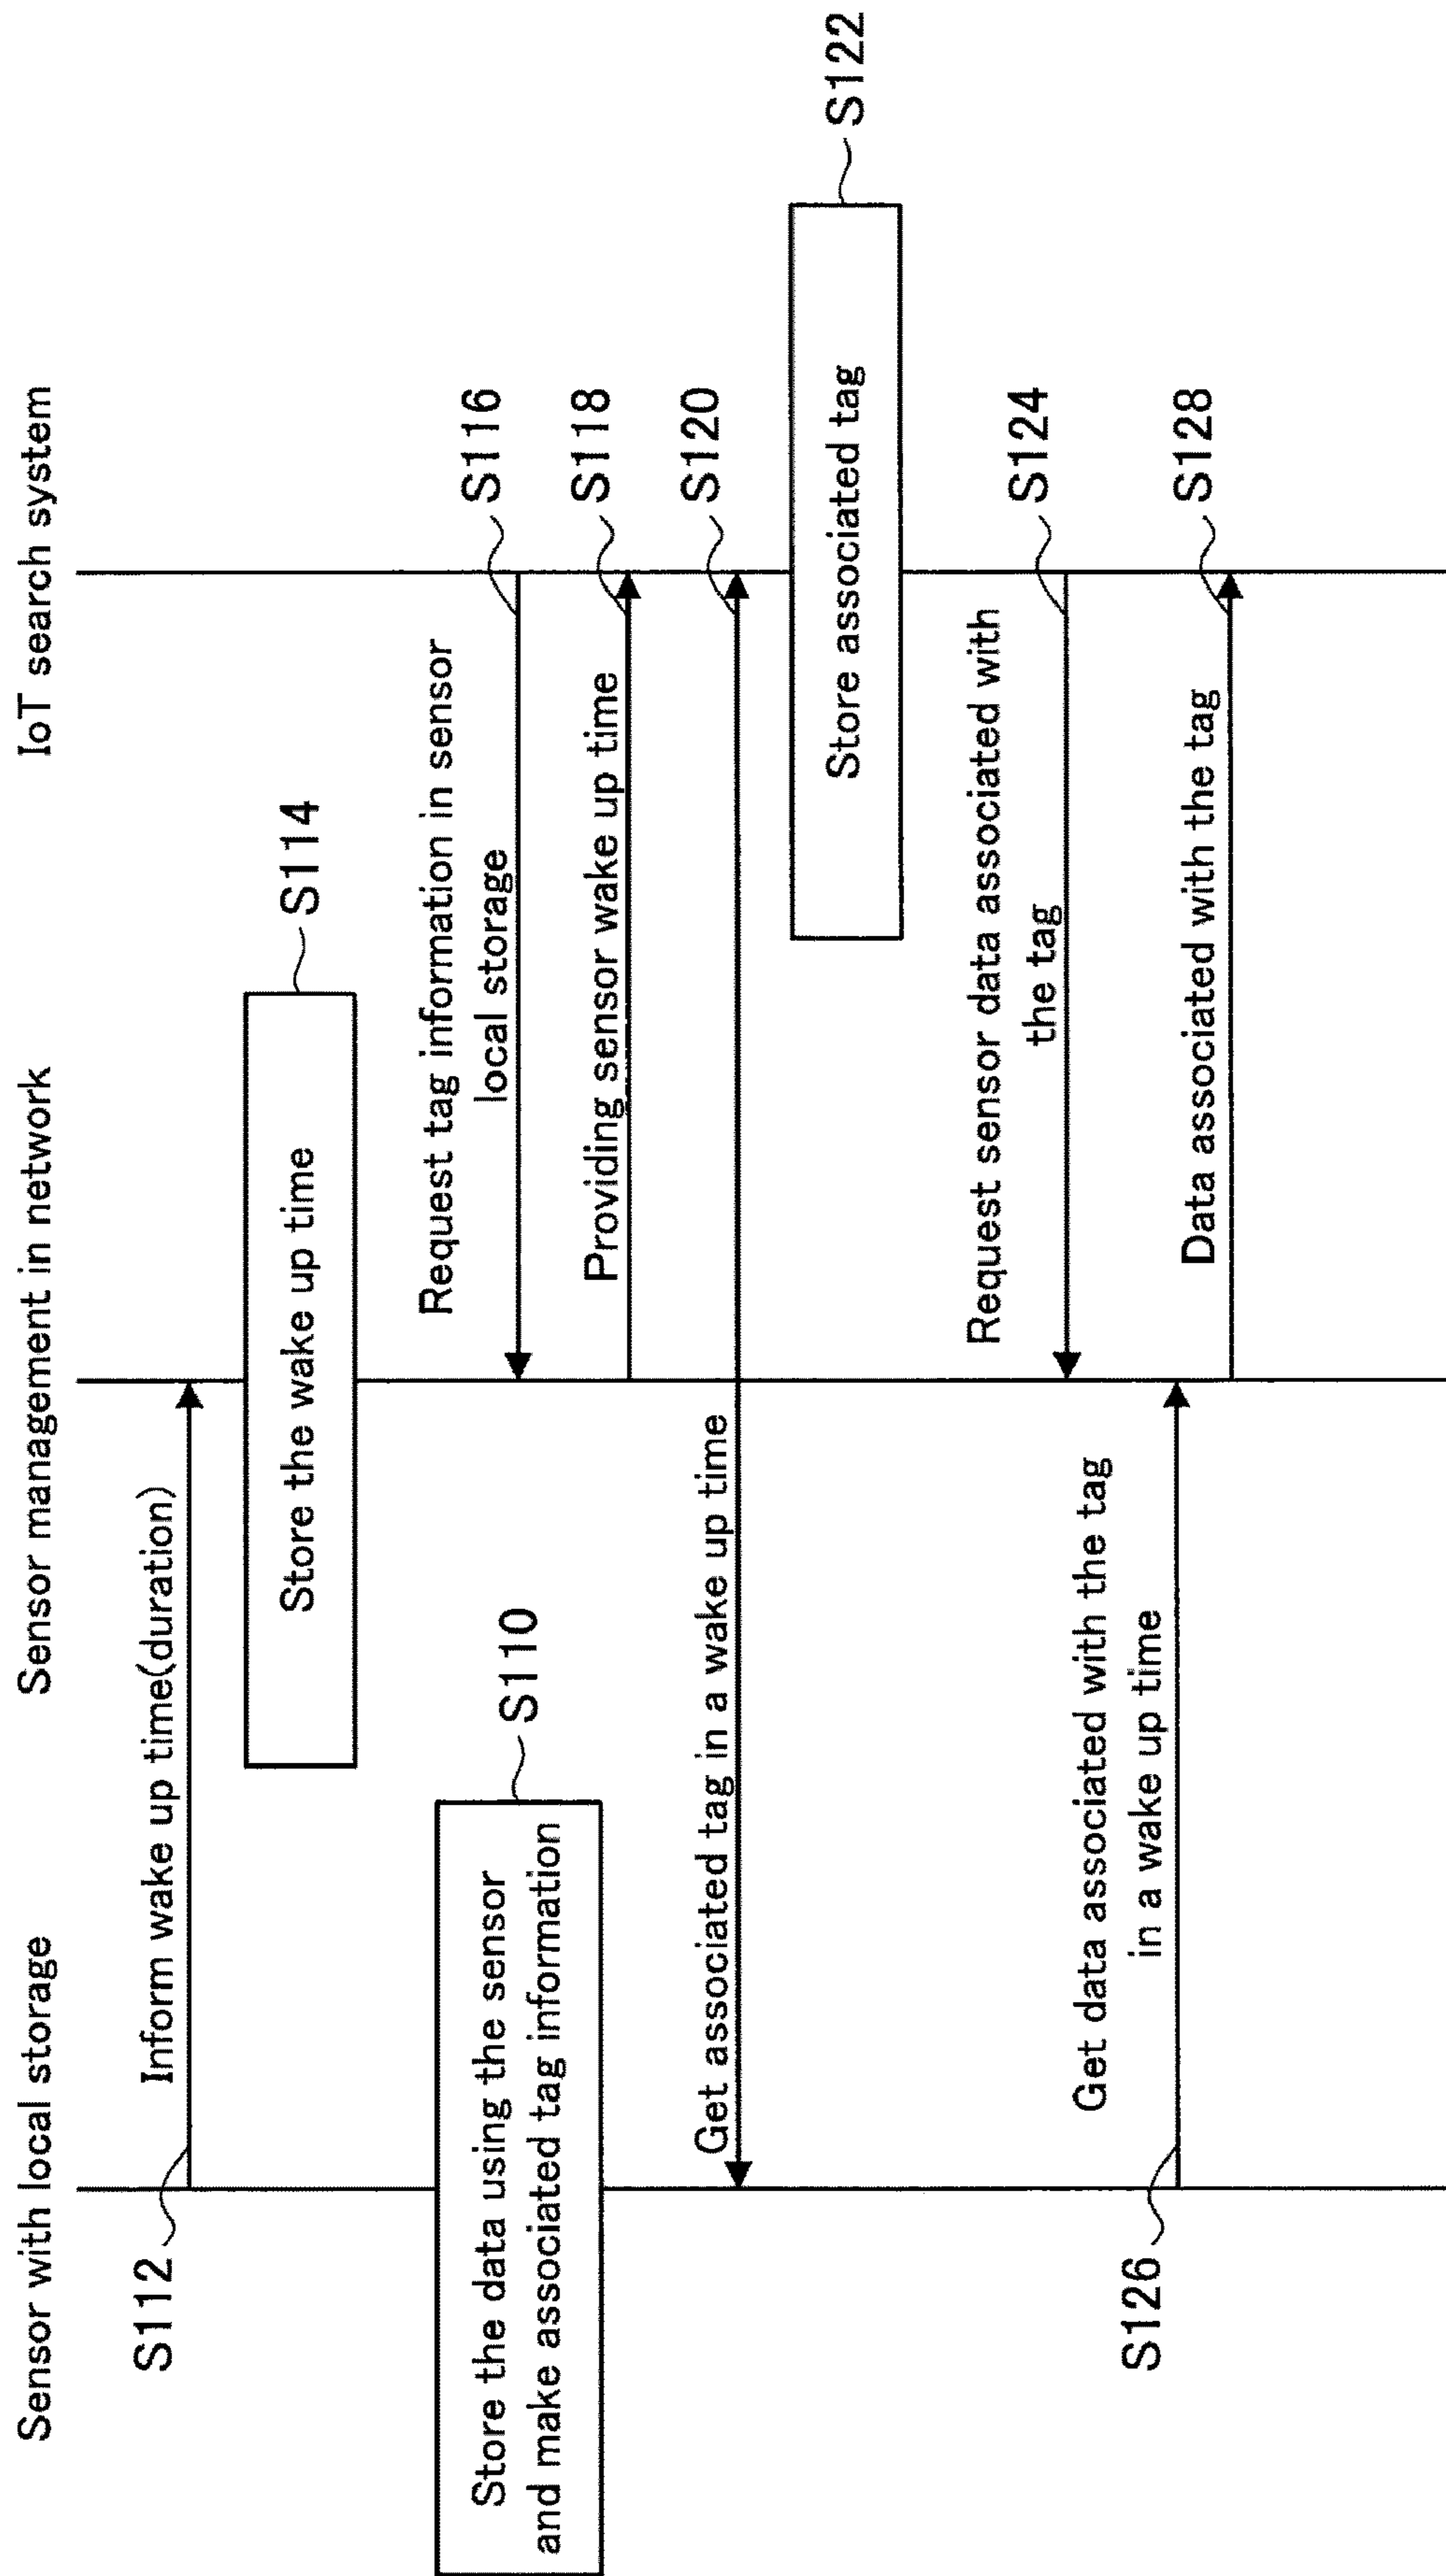 Sensor with local storage
Sensor management in network
IoT search system
S112
Inform wake up time(duration)
Store the wake up time
S114
Store the data using the sensor
and make associated tag information
S110
Request tag information in sensor
local storage
S116
Providing sensor wake up time
S118
Get associated tag in a wake up time
S120
Store associated tag
S122
Request sensor data associated with
the tag
S124
Get data associated with the tag
in a wake up time
S126
Data associated with the tag
S128